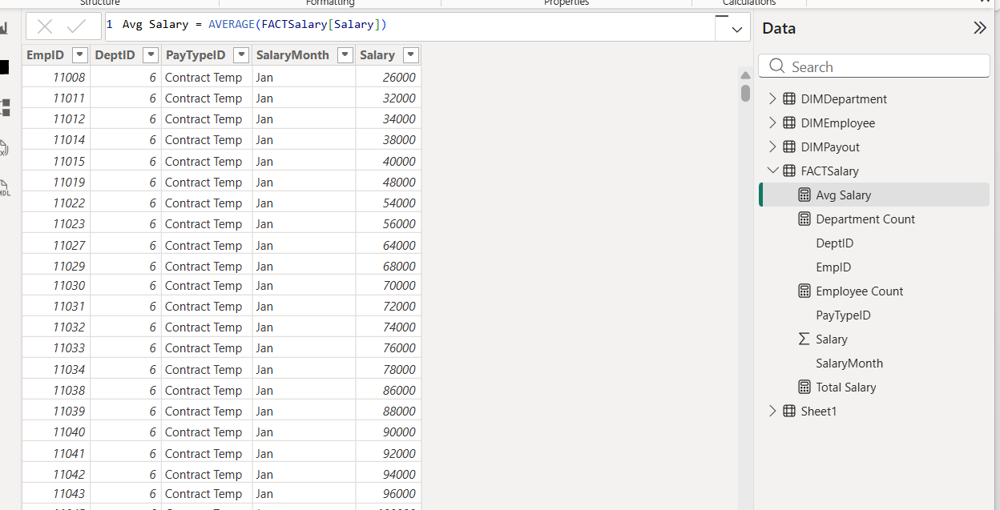 Structure Formatting Properties Calculations
1 Avg Salary = AVERAGE(FACTSalary[Salary])
EmpID DeptID PayTypeID SalaryMonth Salary
11008 6 Contract Temp Jan 26000
11011 6 Contract Temp Jan 32000
11012 6 Contract Temp Jan 34000
11014 6 Contract Temp Jan 38000
11015 6 Contract Temp Jan 40000
11019 6 Contract Temp Jan 48000
11022 6 Contract Temp Jan 54000
11023 6 Contract Temp Jan 56000
11027 6 Contract Temp Jan 64000
11029 6 Contract Temp Jan 68000
11030 6 Contract Temp Jan 70000
11031 6 Contract Temp Jan 72000
11032 6 Contract Temp Jan 74000
11033 6 Contract Temp Jan 76000
11034 6 Contract Temp Jan 78000
11038 6 Contract Temp Jan 86000
11039 6 Contract Temp Jan 88000
11040 6 Contract Temp Jan 90000
11041 6 Contract Temp Jan 92000
11042 6 Contract Temp Jan 94000
11043 6 Contract Temp Jan 96000
Data
Search
DIMDepartment
DIMEmployee
DIMPayout
FACTSalary
Avg Salary
Department Count
DeptID
EmpID
Employee Count
PayTypeID
Salary
SalaryMonth
Total Salary
Sheet1